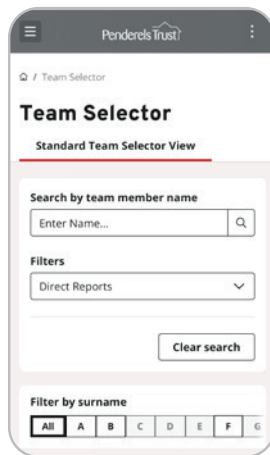 Penderels Trust
/ Team Selector
Team Selector
Standard Team Selector View
Search by team member name
Enter Name...
Filters
Direct Reports
Clear search
Filter by surname
All A B C D E F G